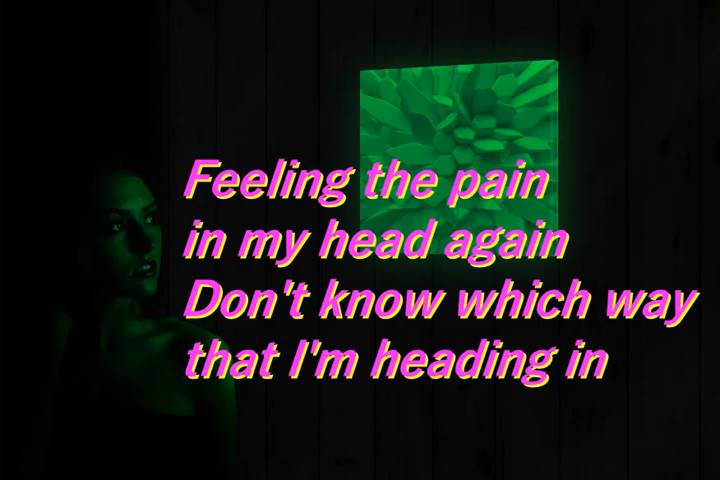 Feeling the pain
in my head again
Don't know which way
that I'm heading in